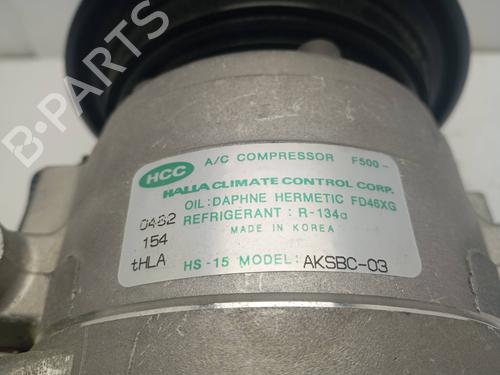 HCC A/C COMPRESSOR F500-
HALLA CLIMATE CONTROL CORP.
OIL:DAPHNE HERMETIC FD46XG
0482 REFRIGERANT : R-134a
154 MADE IN KOREA
tHLA HS-15 MODEL: AKSBC-03
B-PARTS